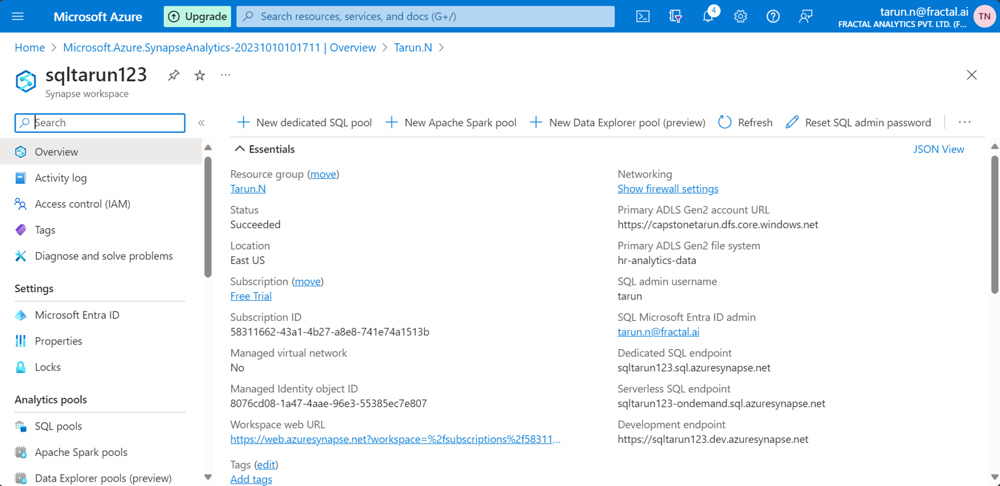 Microsoft Azure
Upgrade
Search resources, services, and docs (G+/)
4
tarun.n@fractal.ai
FRACTAL ANALYTICS PVT. LTD. (F...
TN
Home > Microsoft.Azure.SynapseAnalytics-20231010101711 | Overview > Tarun.N >
sqltarun123
...
Synapse workspace
Search
«
New dedicated SQL pool
New Apache Spark pool
New Data Explorer pool (preview)
Refresh
Reset SQL admin password
...
Overview
Activity log
Access control (IAM)
Tags
Diagnose and solve problems
Settings
Microsoft Entra ID
Properties
Locks
Analytics pools
SQL pools
Apache Spark pools
Data Explorer pools (preview)
Essentials
JSON View
Resource group (move)
Tarun.N
Status
Succeeded
Location
East US
Subscription (move)
Free Trial
Subscription ID
58311662-43a1-4b27-a8e8-741e74a1513b
Managed virtual network
No
Managed Identity object ID
8076cd08-1a47-4aae-96e3-55385ec7e807
Workspace web URL
https://web.azuresynapse.net?workspace=%2fsubscriptions%2f58311...
Tags (edit)
Add tags
Networking
Show firewall settings
Primary ADLS Gen2 account URL
https://capstonetarun.dfs.core.windows.net
Primary ADLS Gen2 file system
hr-analytics-data
SQL admin username
tarun
SQL Microsoft Entra ID admin
tarun.n@fractal.ai
Dedicated SQL endpoint
sqltarun123.sql.azuresynapse.net
Serverless SQL endpoint
sqltarun123-ondemand.sql.azuresynapse.net
Development endpoint
https://sqltarun123.dev.azuresynapse.net